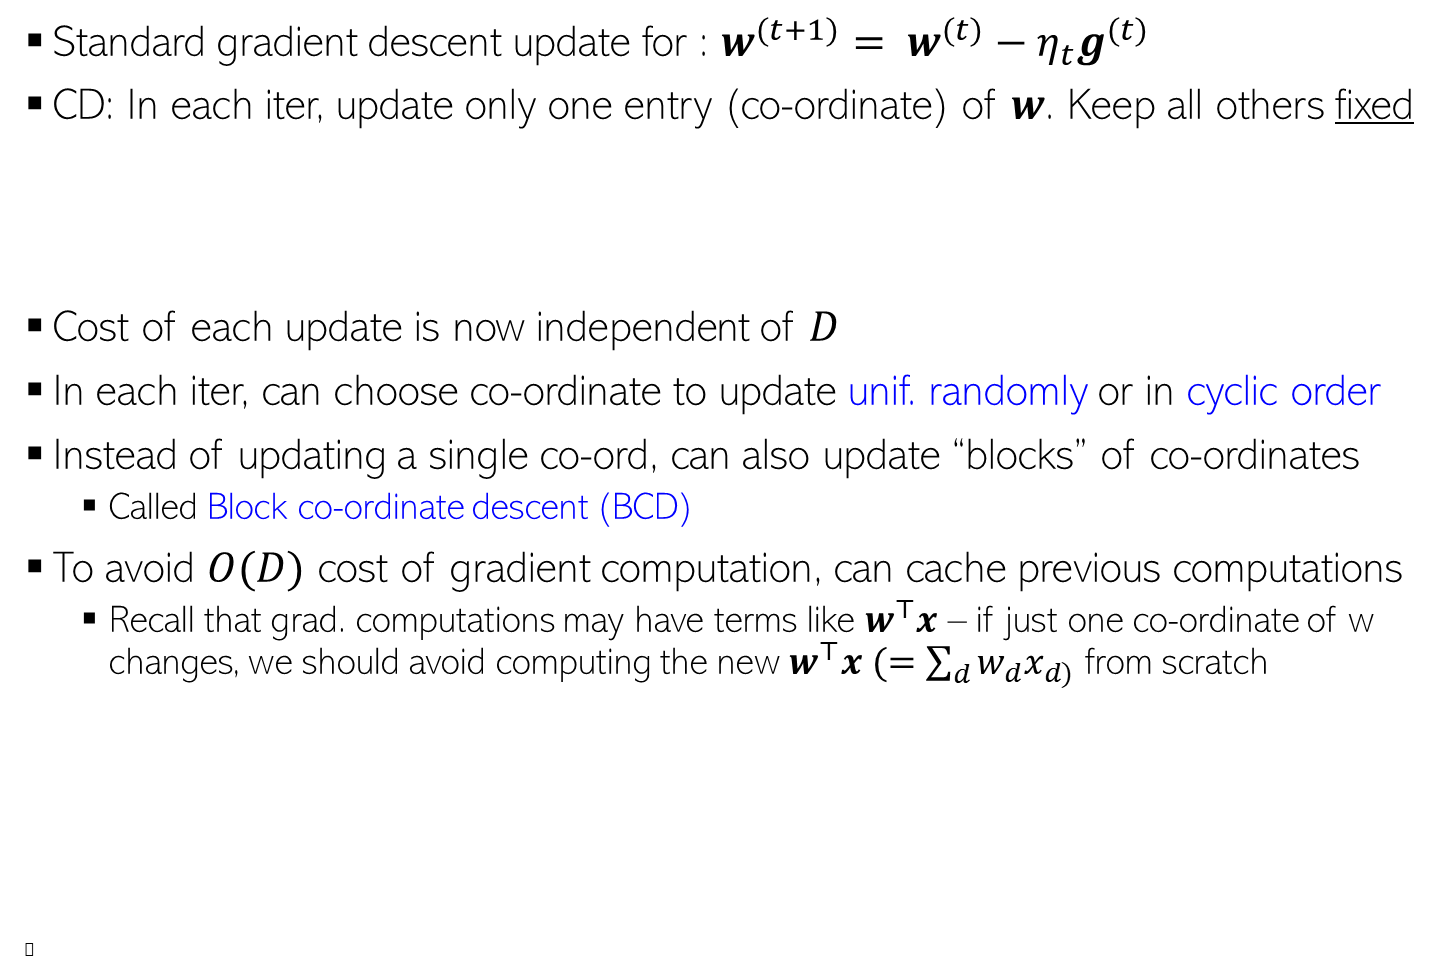 ▪ Standard gradient descent update for : 𝒘^(t+1) = 𝒘^(t) − η_t 𝒈^(t)
▪ CD: In each iter, update only one entry (co-ordinate) of 𝒘. Keep all others fixed
▪ Cost of each update is now independent of D
▪ In each iter, can choose co-ordinate to update unif. randomly or in cyclic order
▪ Instead of updating a single co-ord, can also update “blocks” of co-ordinates
▪ Called Block co-ordinate descent (BCD)
▪ To avoid O(D) cost of gradient computation, can cache previous computations
▪ Recall that grad. computations may have terms like 𝒘^⊤𝒙 – if just one co-ordinate of w
changes, we should avoid computing the new 𝒘^⊤𝒙 (= ∑_d w_d x_d) from scratch